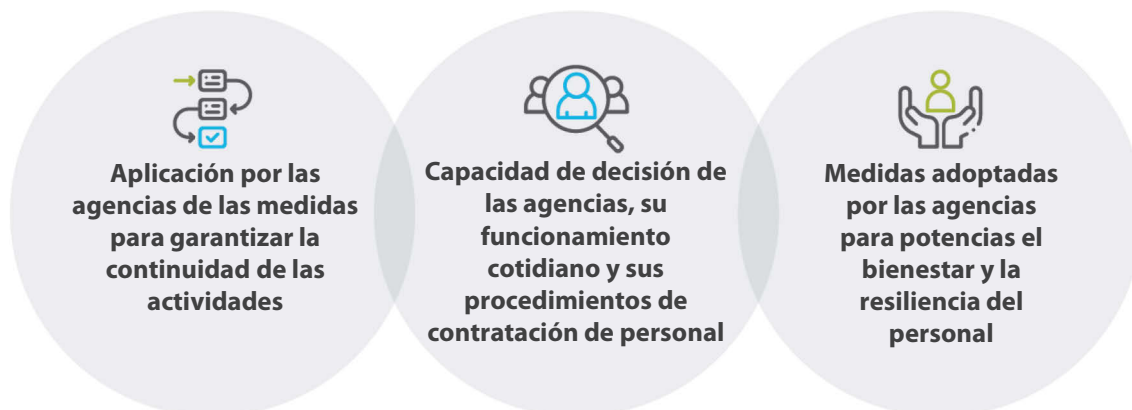 Aplicación por las
agencias de las medidas
para garantizar la
continuidad de las
actividades
Capacidad de decisión de
las agencias, su
funcionamiento
cotidiano y sus
procedimientos de
contratación de personal
Medidas adoptadas
por las agencias
para potencias el
bienestar y la
resiliencia del
personal